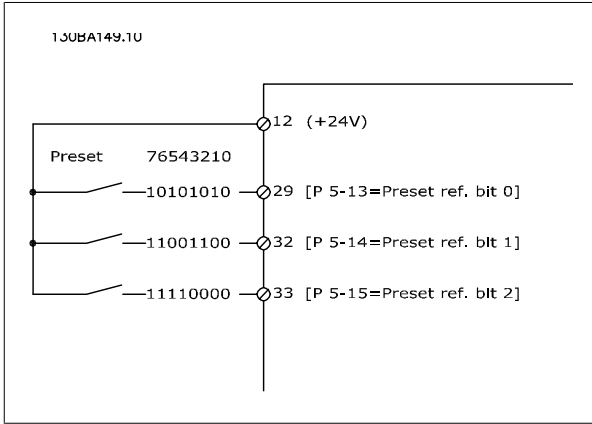 130BA149.10
12 (+24V)
Preset 76543210
10101010 29 [P 5-13=Preset ref. bit 0]
11001100 32 [P 5-14=Preset ref. bit 1]
11110000 33 [P 5-15=Preset ref. bit 2]